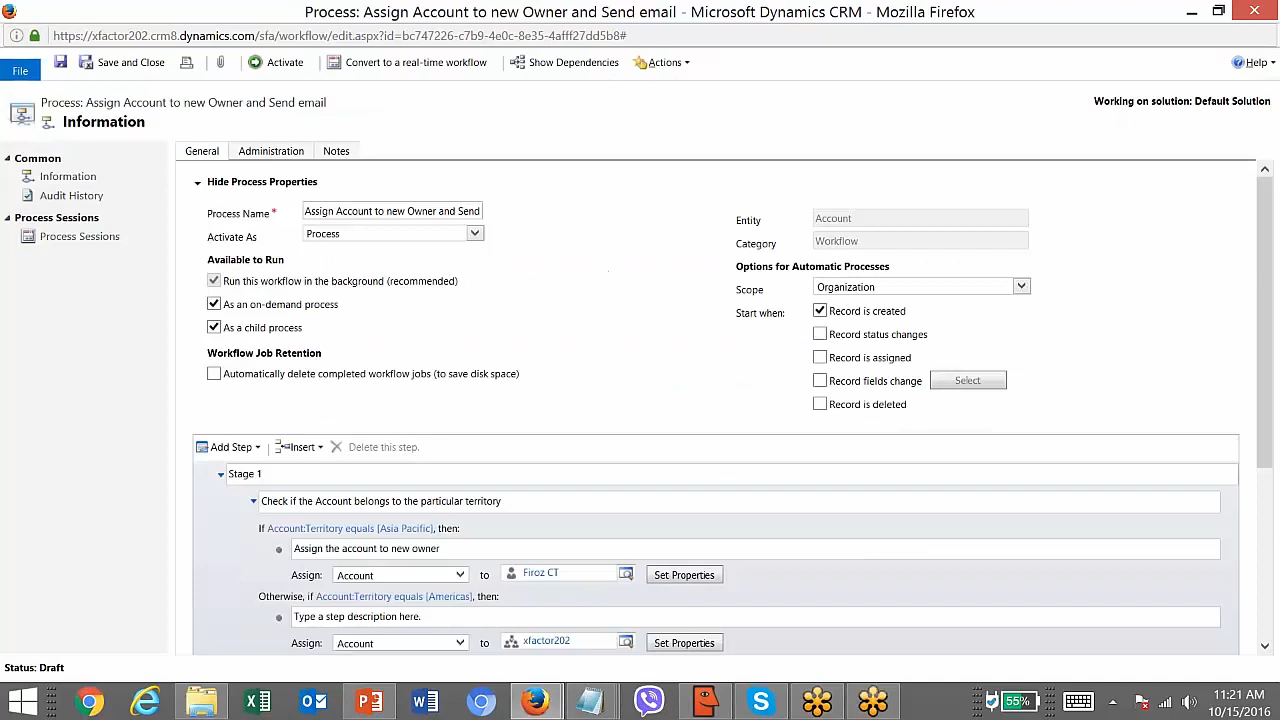 Process: Assign Account to new Owner and Send email - Microsoft Dynamics CRM - Mozilla Firefox
https://xfactor202.crm8.dynamics.com/sfa/workflow/edit.aspx?id=bc747226-c7b9-4e0c-8e35-4afff27dd5b8#
File Save and Close Activate Convert to a real-time workflow Show Dependencies Actions Help
Process: Assign Account to new Owner and Send email
Information
Working on solution: Default Solution
Common
Information
Audit History
Process Sessions
Process Sessions
General Administration Notes
Hide Process Properties
Process Name * Assign Account to new Owner and Send
Activate As Process
Available to Run
Run this workflow in the background (recommended)
As an on-demand process
As a child process
Workflow Job Retention
Automatically delete completed workflow jobs (to save disk space)
Entity Account
Category Workflow
Options for Automatic Processes
Scope Organization
Start when: Record is created
Record status changes
Record is assigned
Record fields change Select
Record is deleted
Add Step Insert Delete this step.
Stage 1
Check if the Account belongs to the particular territory
If Account:Territory equals [Asia Pacific], then:
Assign the account to new owner
Assign: Account to Firoz CT Set Properties
Otherwise, if Account:Territory equals [Americas], then:
Type a step description here.
Assign: Account to xfactor202 Set Properties
Status: Draft
55%
11:21 AM
10/15/2016